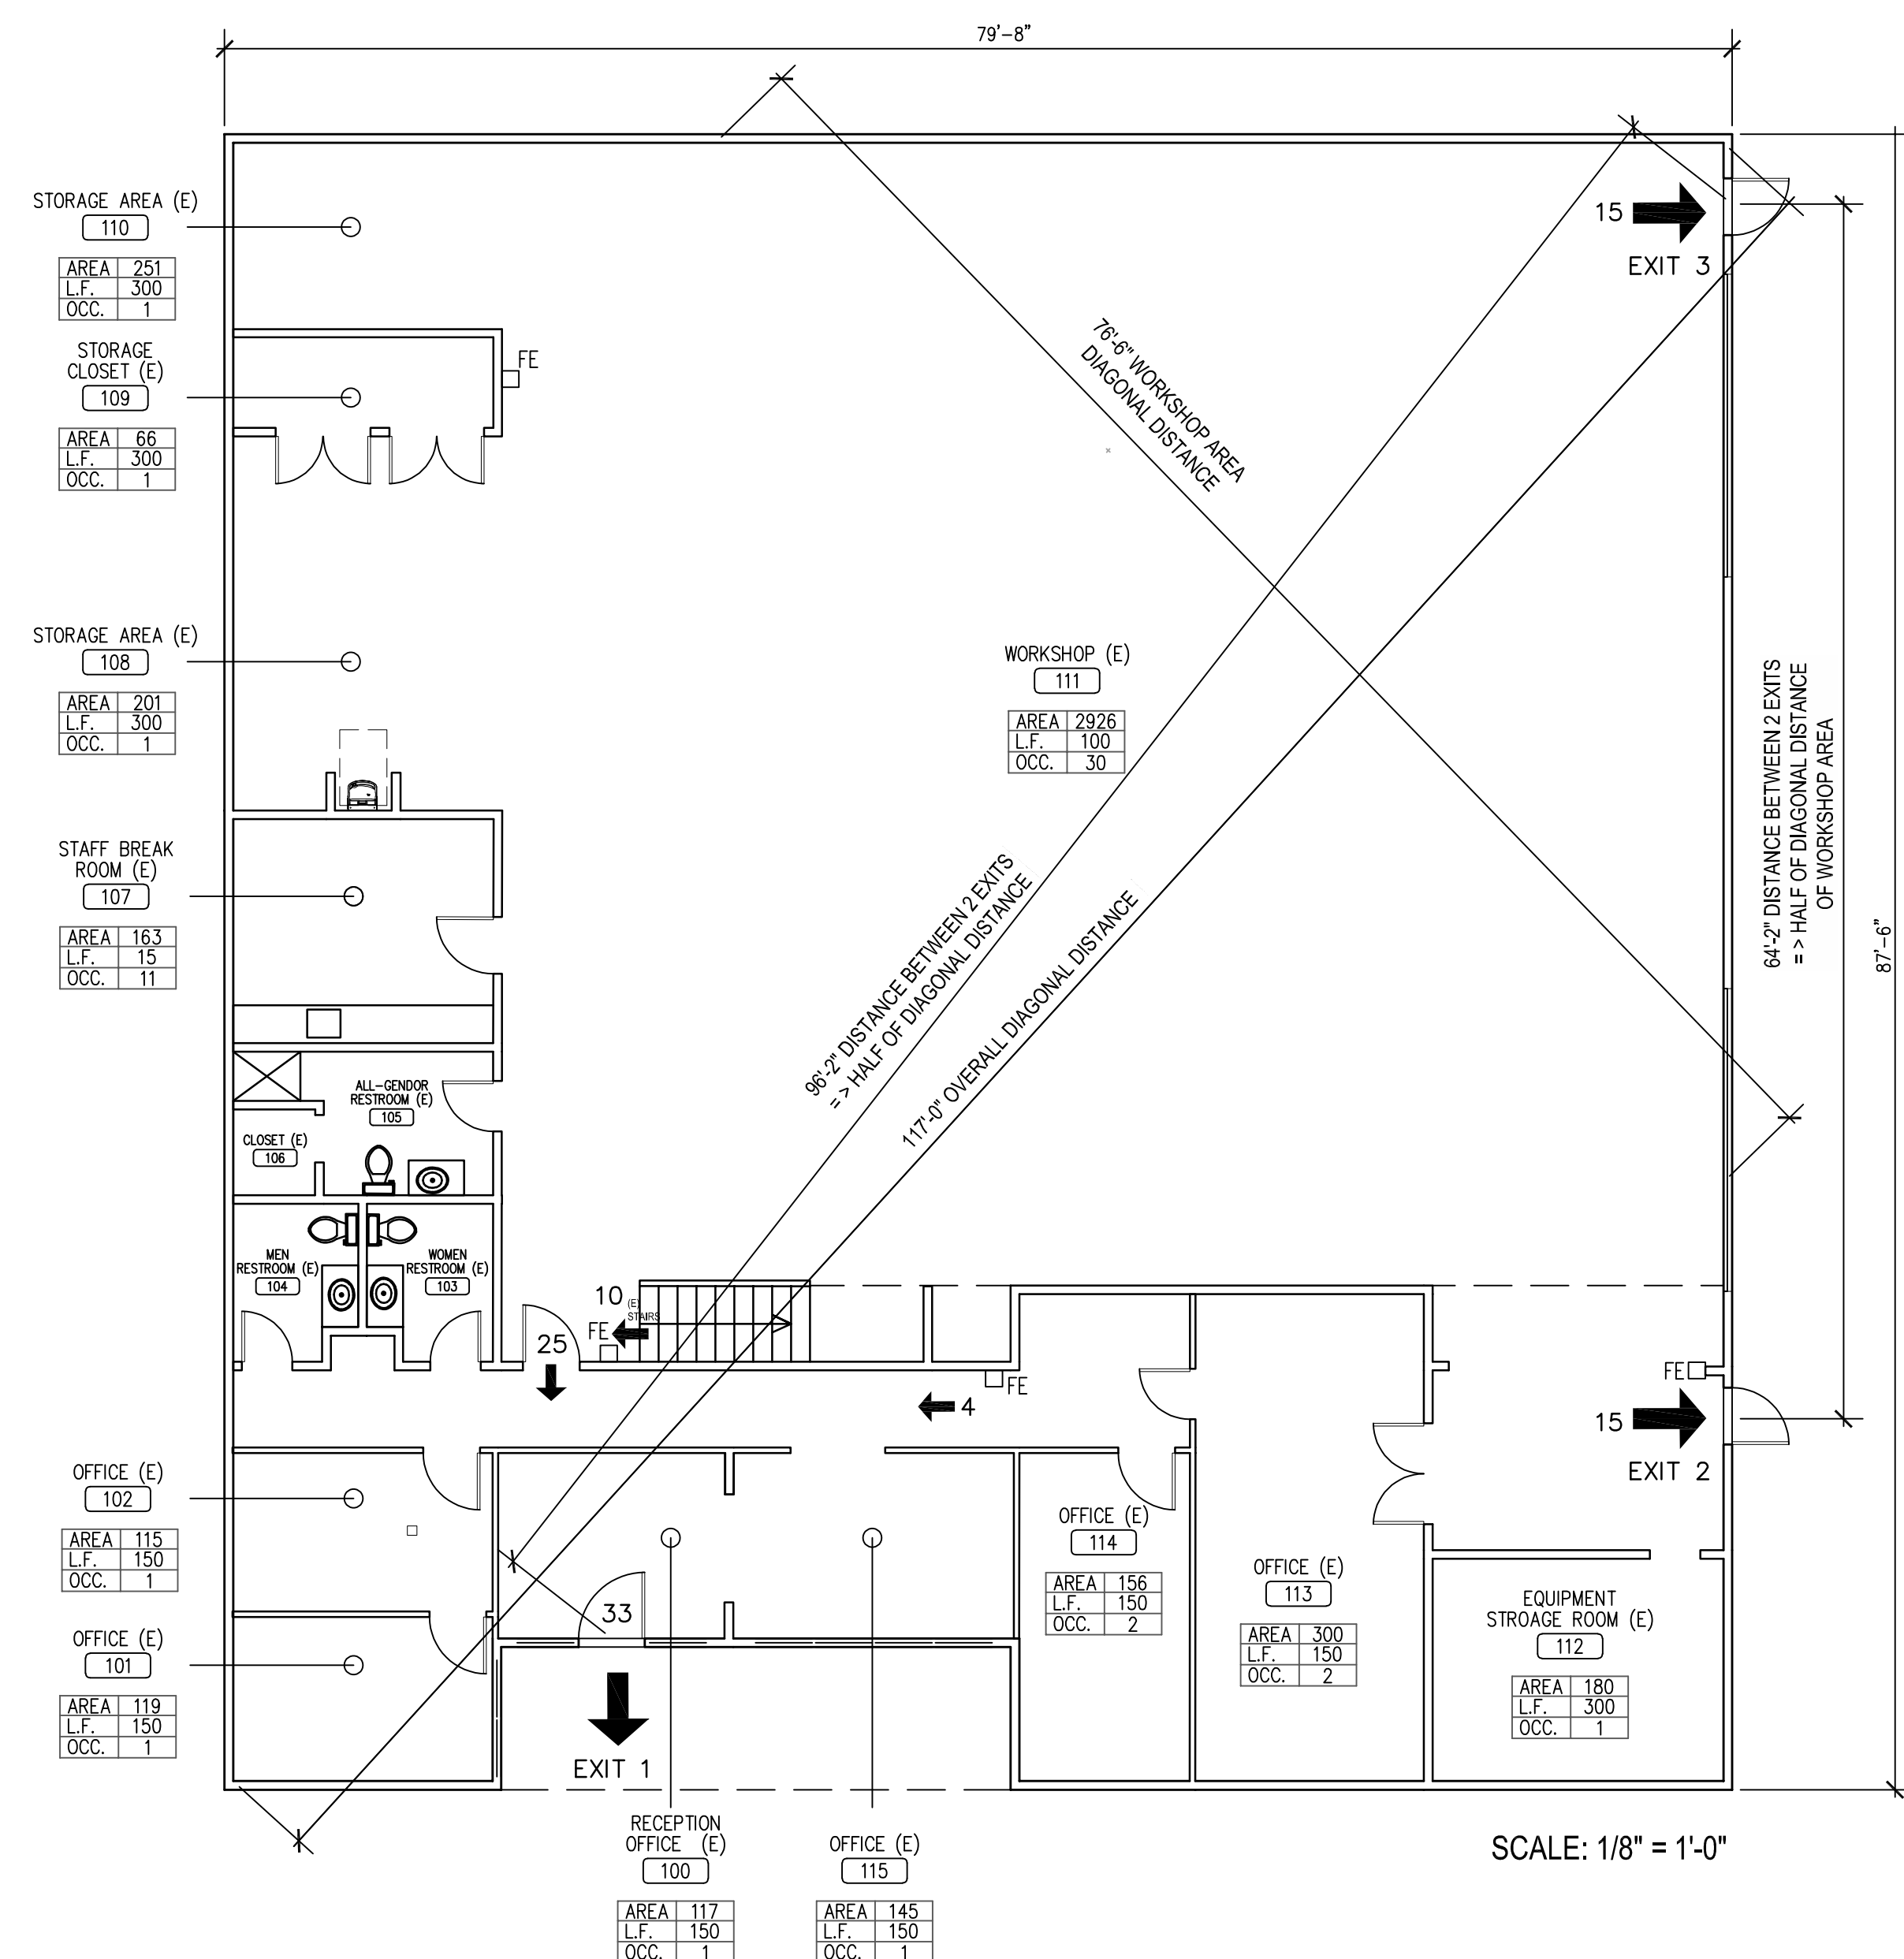 79'-8"
STORAGE AREA (E)
110
AREA 251
L.F. 300
OCC. 1
15
EXIT 3
STORAGE
CLOSET (E)
109
AREA 66
L.F. 300
OCC. 1
FE
76'-6" WORKSHOP AREA
DIAGONAL DISTANCE
STORAGE AREA (E)
108
AREA 201
L.F. 300
OCC. 1
WORKSHOP (E)
111
AREA 2926
L.F. 100
OCC. 30
64'-2" DISTANCE BETWEEN 2 EXITS
= > HALF OF DIAGONAL DISTANCE
OF WORKSHOP AREA
87'-6"
STAFF BREAK
ROOM (E)
107
AREA 163
L.F. 15
OCC. 11
96'-2" DISTANCE BETWEEN 2 EXITS
= > HALF OF DIAGONAL DISTANCE
117'-0" OVERALL DIAGONAL DISTANCE
ALL-GENDOR
RESTROOM (E)
105
CLOSET (E)
106
MEN
RESTROOM (E)
104
WOMEN
RESTROOM (E)
103
10
(E)
STAIRS
FE
25
FE
4
FE
15
EXIT 2
OFFICE (E)
102
AREA 115
L.F. 150
OCC. 1
OFFICE (E)
114
AREA 156
L.F. 150
OCC. 2
OFFICE (E)
113
AREA 300
L.F. 150
OCC. 2
EQUIPMENT
STROAGE ROOM (E)
112
AREA 180
L.F. 300
OCC. 1
33
OFFICE (E)
101
AREA 119
L.F. 150
OCC. 1
EXIT 1
RECEPTION
OFFICE (E)
100
AREA 117
L.F. 150
OCC. 1
OFFICE (E)
115
AREA 145
L.F. 150
OCC. 1
SCALE: 1/8" = 1'-0"